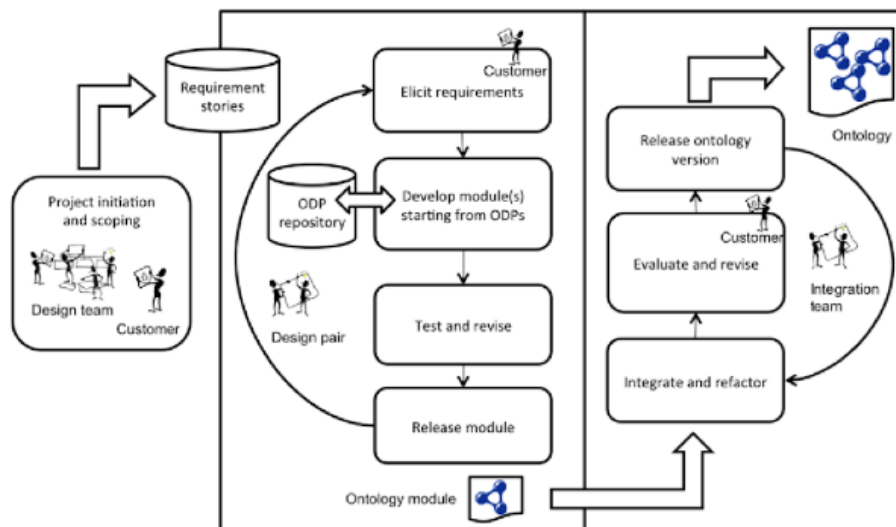 Requirement
stories
Project initiation
and scoping
Design team
Customer
Customer
Elicit requirements
ODP
repository
Develop module(s)
starting from ODPs
Design pair
Test and revise
Release module
Ontology module
Ontology
Release ontology
version
Customer
Evaluate and revise
Integration
team
Integrate and refactor